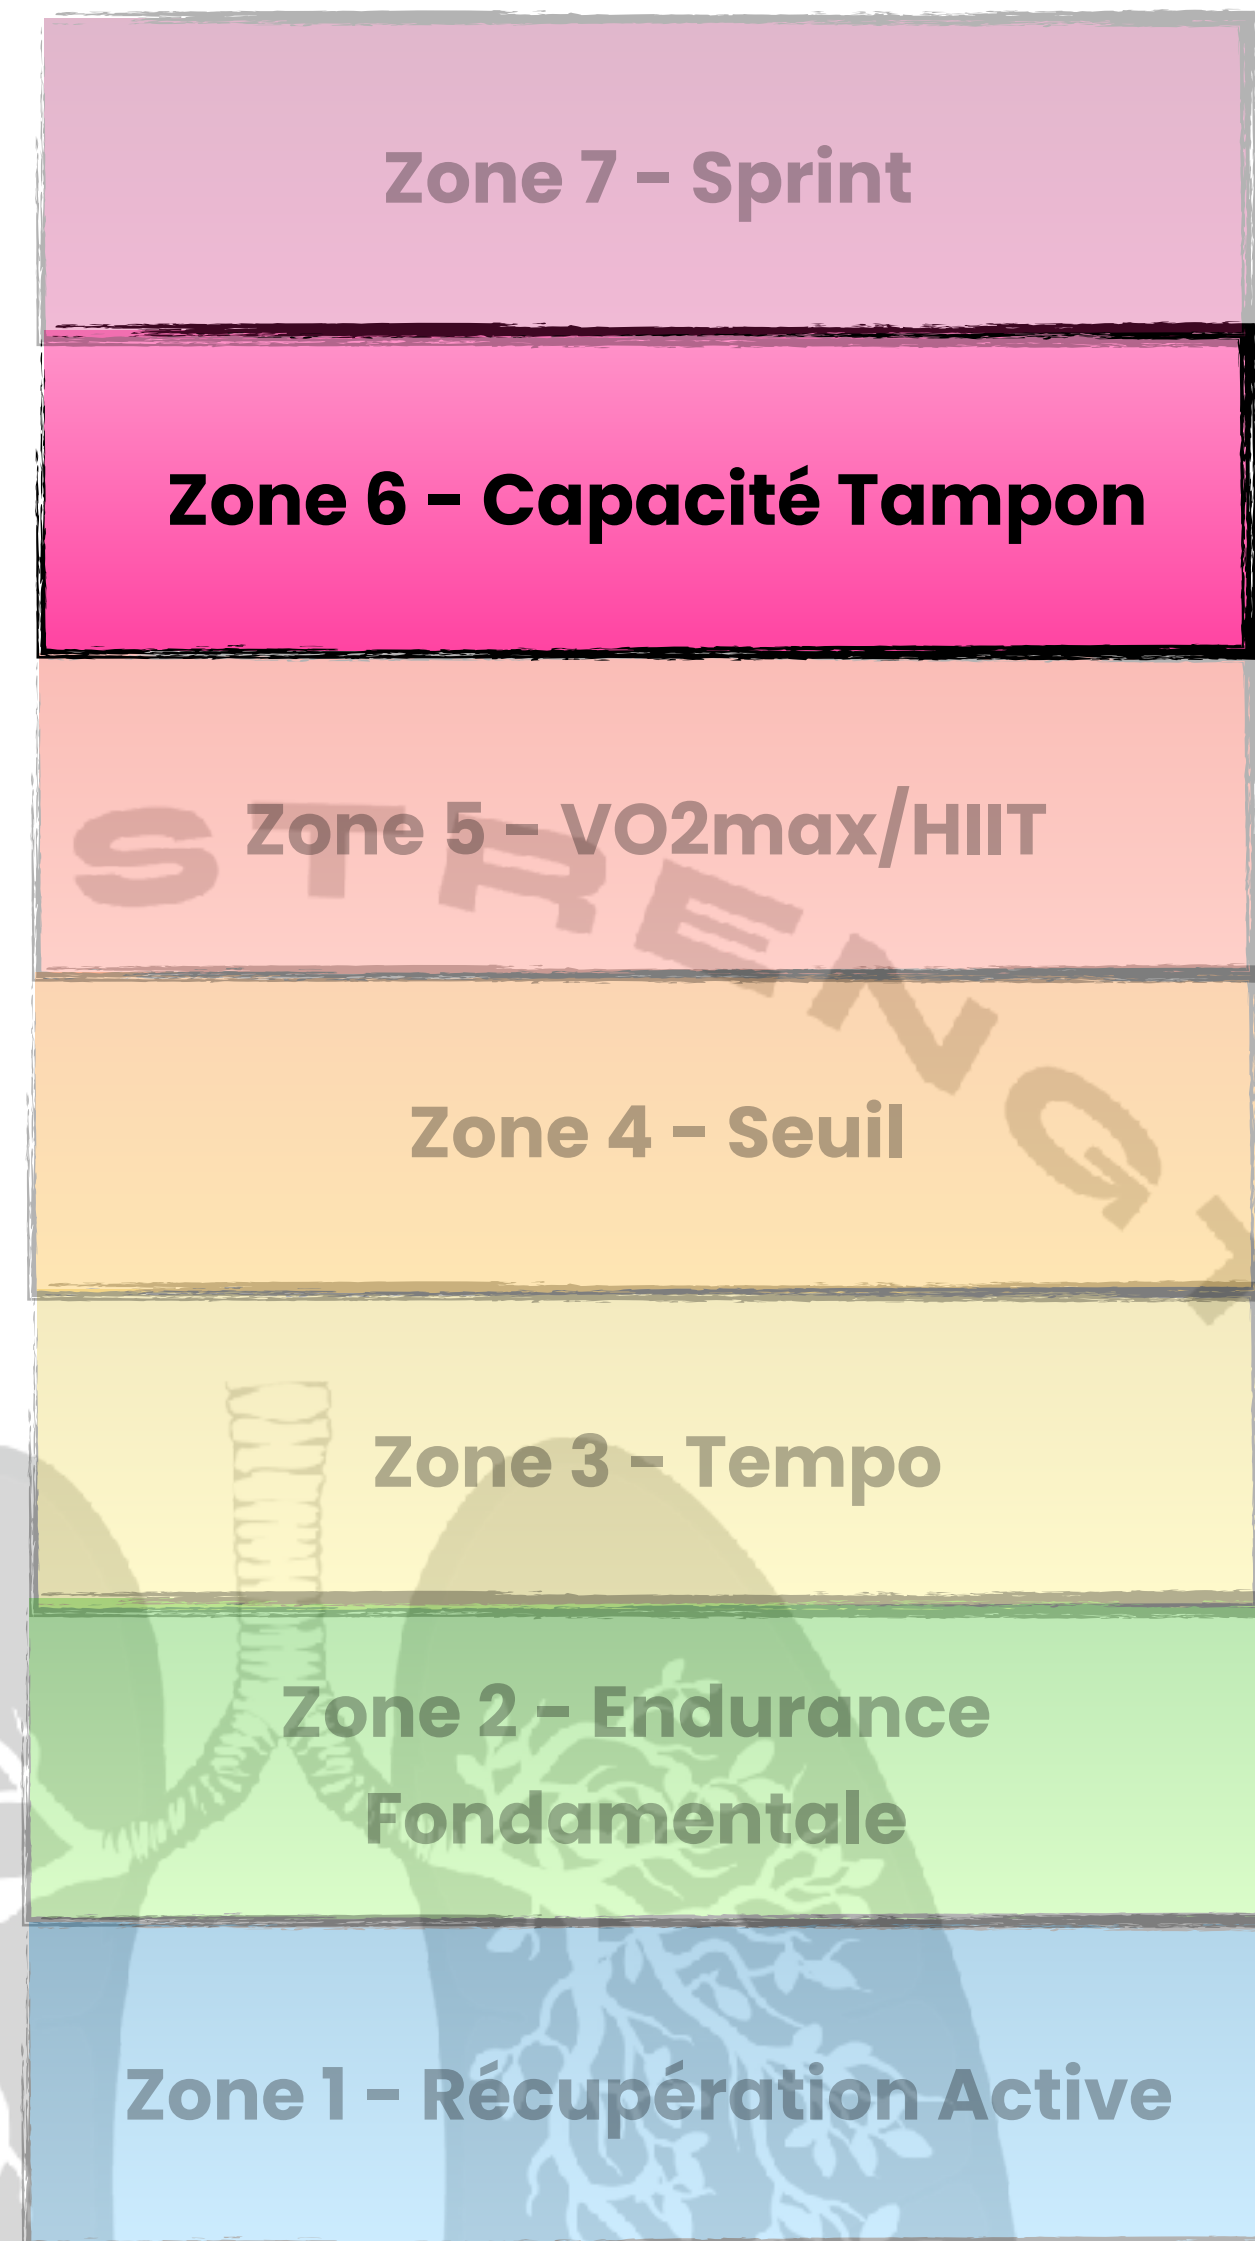 Zone 7 - Sprint
Zone 6 - Capacité Tampon
Zone 5 - VO2max/HIIT
STRENGT
Zone 4 - Seuil
Zone 3 - Tempo
Zone 2 - Endurance
Fondamentale
Zone 1 - Récupération Active